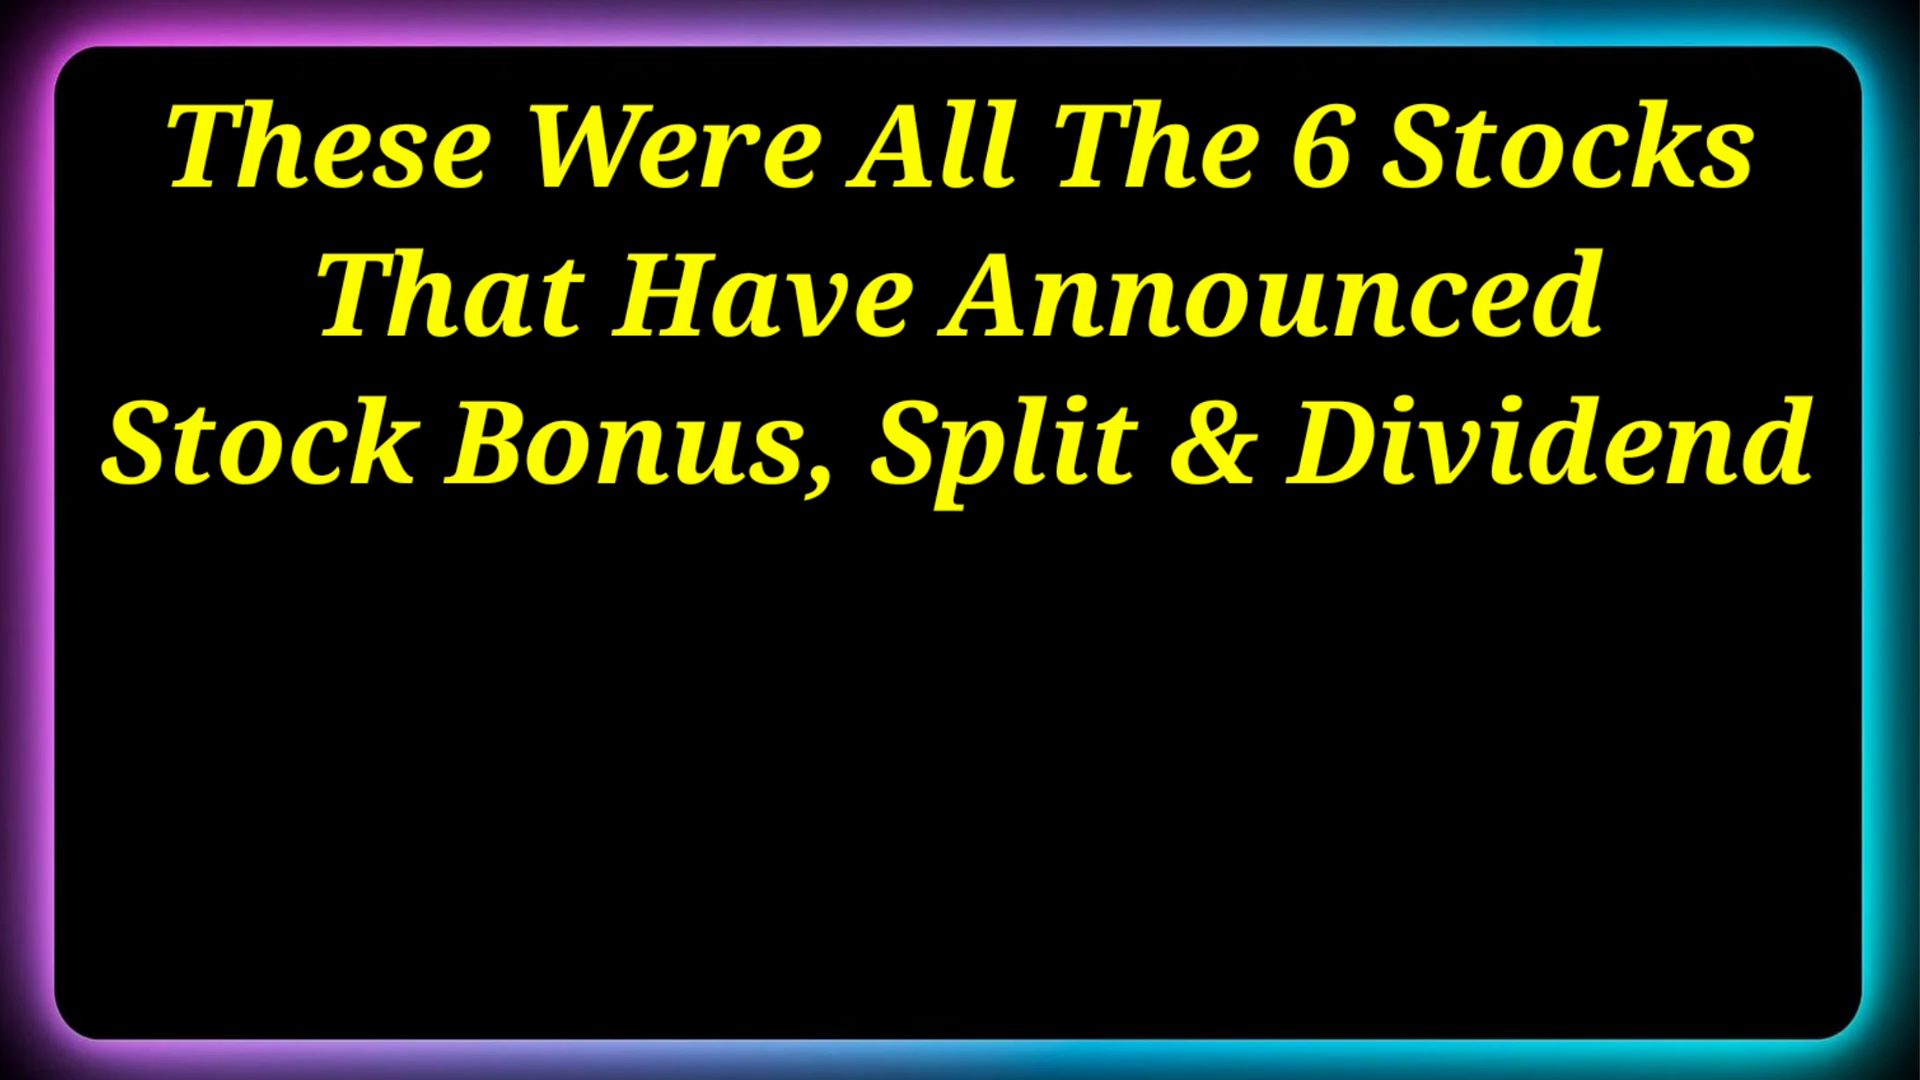 These Were All The 6 Stocks
That Have Announced
Stock Bonus, Split & Dividend